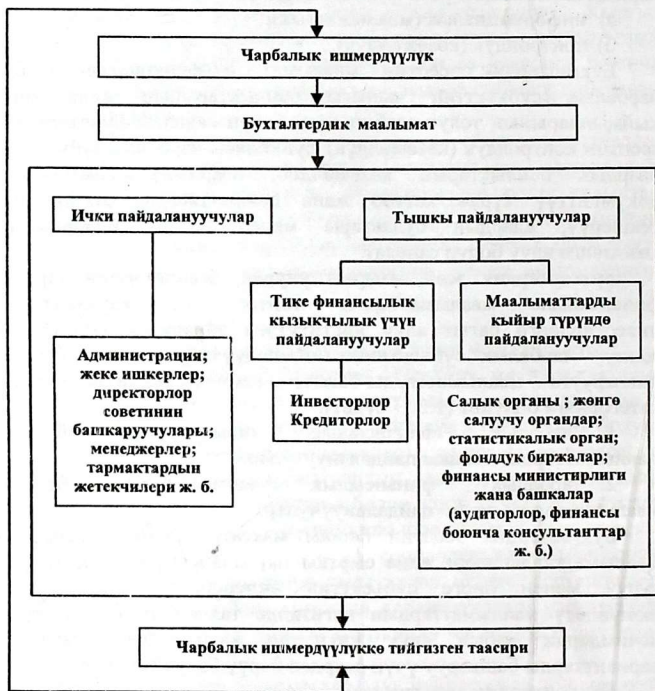 Чарбалык ишмердүүлүк
Бухгалтердик маалымат
Ички пайдалануучулар
Тышкы пайдалануучулар
Администрация;
жеке ишкерлер;
директорлор
советинин
башкаруучулары;
менеджерлер;
тармактардын
жетекчилери ж. б.
Тике финансылык
кызыкчылык үчүн
пайдалануучулар
Инвесторлор
Кредиторлор
Маалыматтарды
кыйыр түрүндө
пайдалануучулар
Салык органы ; жөнгө
салуучу органдар;
статистикалык орган;
фонддук биржалар;
финансы министирлиги
жана башкалар
(аудиторлор, финансы
боюнча консультанттар
ж. б.)
Чарбалык ишмердүүлүккө тийгизген таасири